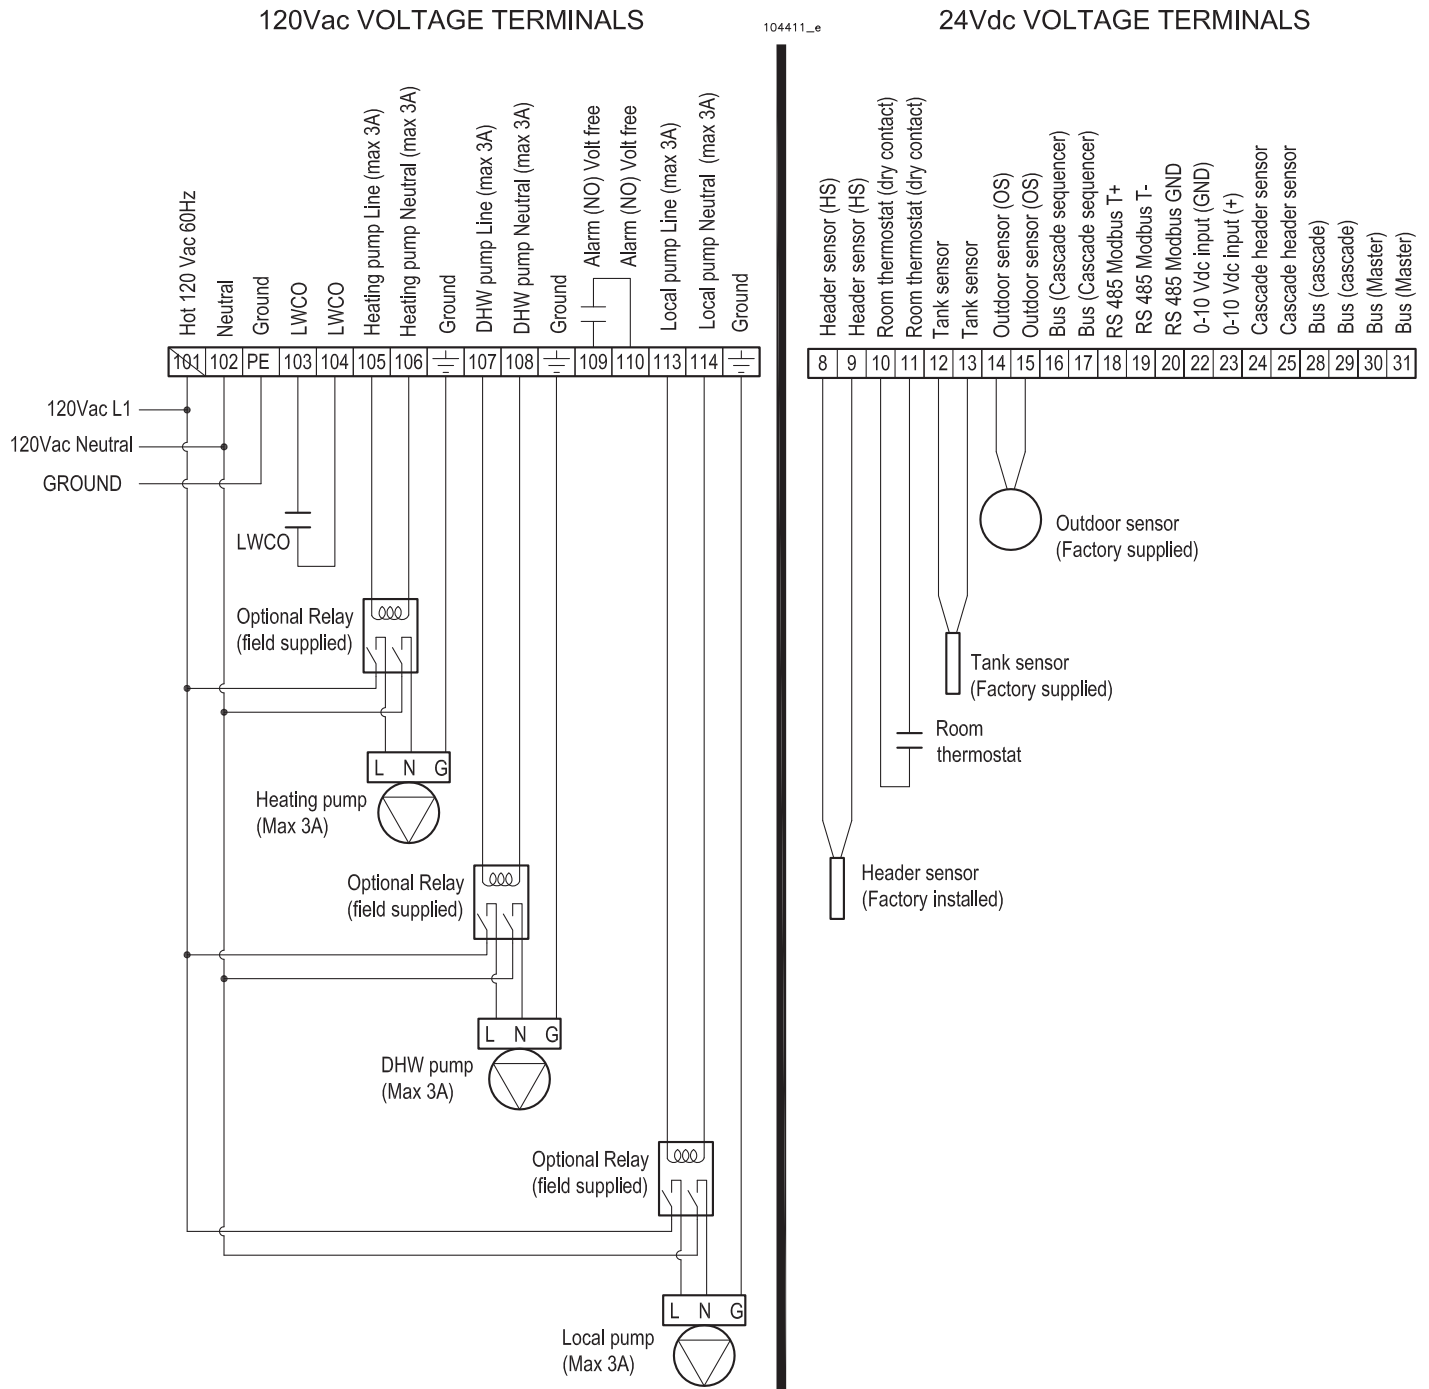 120Vac VOLTAGE TERMINALS
104411_e
24Vdc VOLTAGE TERMINALS
Hot 120 Vac 60Hz
Neutral
Ground
LWCO
LWCO
Heating pump Line (max 3A)
Heating pump Neutral (max 3A)
Ground
DHW pump Line (max 3A)
DHW pump Neutral (max 3A)
Ground
Alarm (NO) Volt free
Alarm (NO) Volt free
Local pump Line (max 3A)
Local pump Neutral (max 3A)
Ground
101 102 PE 103 104 105 106 107 108 109 110 113 114
Header sensor (HS)
Header sensor (HS)
Room thermostat (dry contact)
Room thermostat (dry contact)
Tank sensor
Tank sensor
Outdoor sensor (OS)
Outdoor sensor (OS)
Bus (Cascade sequencer)
Bus (Cascade sequencer)
RS 485 Modbus T+
RS 485 Modbus T-
RS 485 Modbus GND
0-10 Vdc input (GND)
0-10 Vdc input (+)
Cascade header sensor
Cascade header sensor
Bus (cascade)
Bus (cascade)
Bus (Master)
Bus (Master)
8 9 10 11 12 13 14 15 16 17 18 19 20 22 23 24 25 28 29 30 31
120Vac L1
120Vac Neutral
GROUND
LWCO
Optional Relay
(field supplied)
L N G
Heating pump
(Max 3A)
Optional Relay
(field supplied)
L N G
DHW pump
(Max 3A)
Optional Relay
(field supplied)
L N G
Local pump
(Max 3A)
Outdoor sensor
(Factory supplied)
Tank sensor
(Factory supplied)
Room
thermostat
Header sensor
(Factory installed)